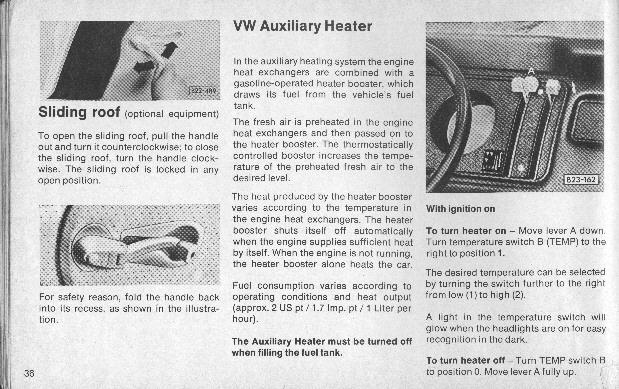 Sliding roof (optional equipment)
To open the sliding roof, pull the handle
out and turn it counterclockwise; to close
the sliding roof, turn the handle clock-
wise. The sliding roof is locked in any
open position.
For safety reason, fold the handle back
into its recess, as shown in the illustra-
tion.
36
VW Auxiliary Heater
In the auxiliary heating system the engine
heat exchangers are combined with a
gasoline-operated heater booster, which
draws its fuel from the vehicle's fuel
tank.
The fresh air is preheated in the engine
heat exchangers and then passed on to
the heater booster. The thermostatically
controlled booster increases the tempe-
rature of the preheated fresh air to the
desired level.
The heat produced by the heater booster
varies according to the temperature in
the engine heat exchangers. The heater
booster shuts itself off automatically
when the engine supplies sufficient heat
by itself. When the engine is not running,
the heater booster alone heats the car.
Fuel consumption varies according to
operating conditions and heat output
(approx. 2 US pt / 1.7 Imp. pt / 1 Liter per
hour).
The Auxiliary Heater must be turned off
when filling the fuel tank.
A
B23-162
With ignition on
To turn heater on – Move lever A down.
Turn temperature switch B (TEMP) to the
right to position 1.
The desired temperature can be selected
by turning the switch further to the right
from low (1) to high (2).
A light in the temperature switch will
glow when the headlights are on for easy
recognition in the dark.
To turn heater off – Turn TEMP switch B
to position 0. Move lever A fully up.